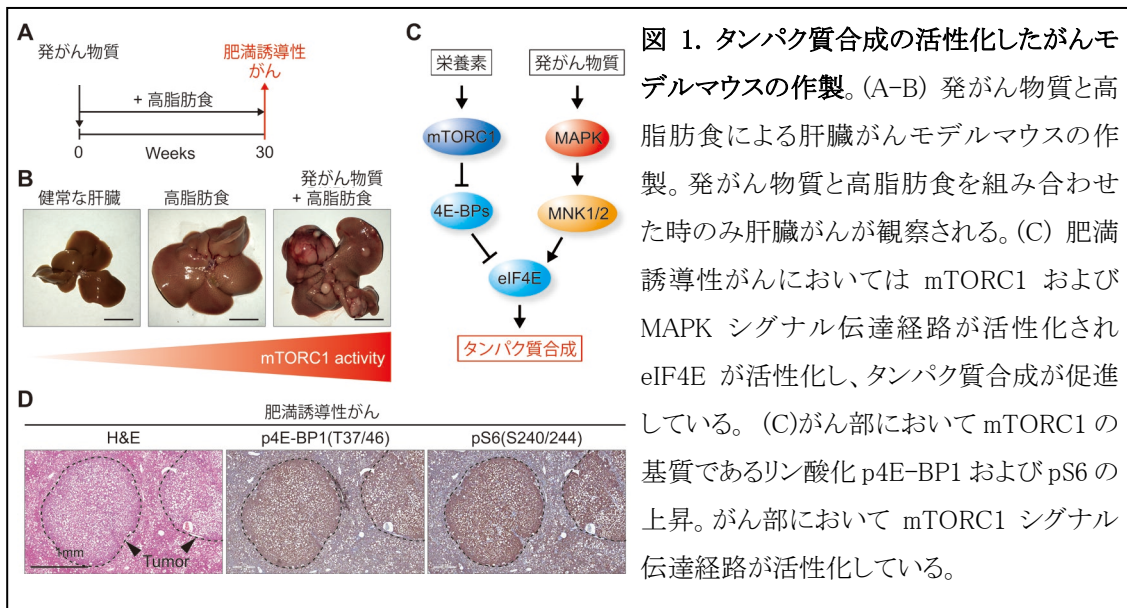 A
発がん物質
肥満誘導性
がん
+ 高脂肪食
0
Weeks
30
B
健常な肝臓
高脂肪食
発がん物質
+ 高脂肪食
mTORC1 activity
C
栄養素
発がん物質
mTORC1
MAPK
4E-BPs
MNK1/2
eIF4E
タンパク質合成
D
肥満誘導性がん
H&E
p4E-BP1(T37/46)
pS6(S240/244)
1mm
Tumor
図 1. タンパク質合成の活性化したがんモ
デルマウスの作製。(A-B) 発がん物質と高
脂肪食による肝臓がんモデルマウスの作
製。発がん物質と高脂肪食を組み合わせ
た時のみ肝臓がんが観察される。(C) 肥満
誘導性がんにおいては mTORC1 および
MAPK シグナル伝達経路が活性化され
eIF4E が活性化し、タンパク質合成が促進
している。 (C)がん部において mTORC1 の
基質であるリン酸化 p4E-BP1 および pS6 の
上昇。がん部において mTORC1 シグナル
伝達経路が活性化している。